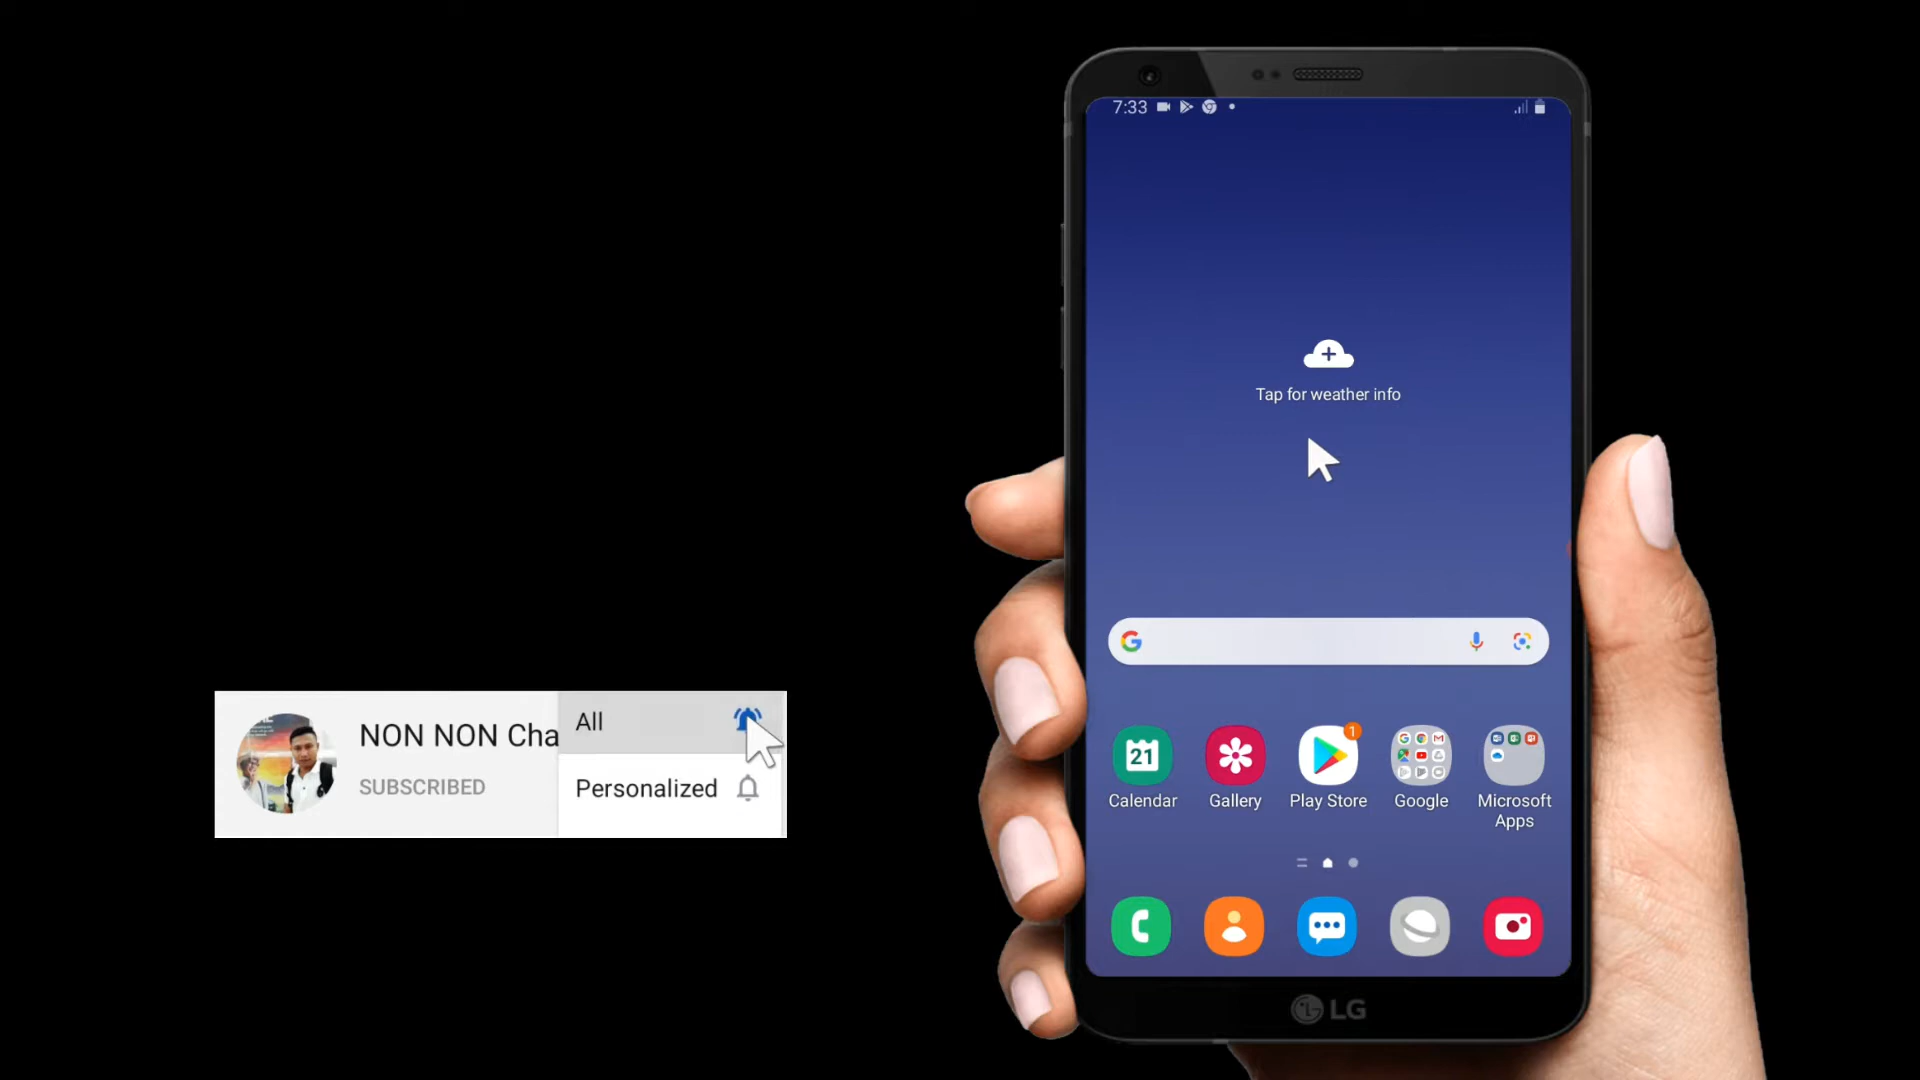 7:33
Tap for weather info
1
21
Calendar
Gallery
Play Store
Google
Microsoft
Apps
LG
NON NON Cha
SUBSCRIBED
All
Personalized